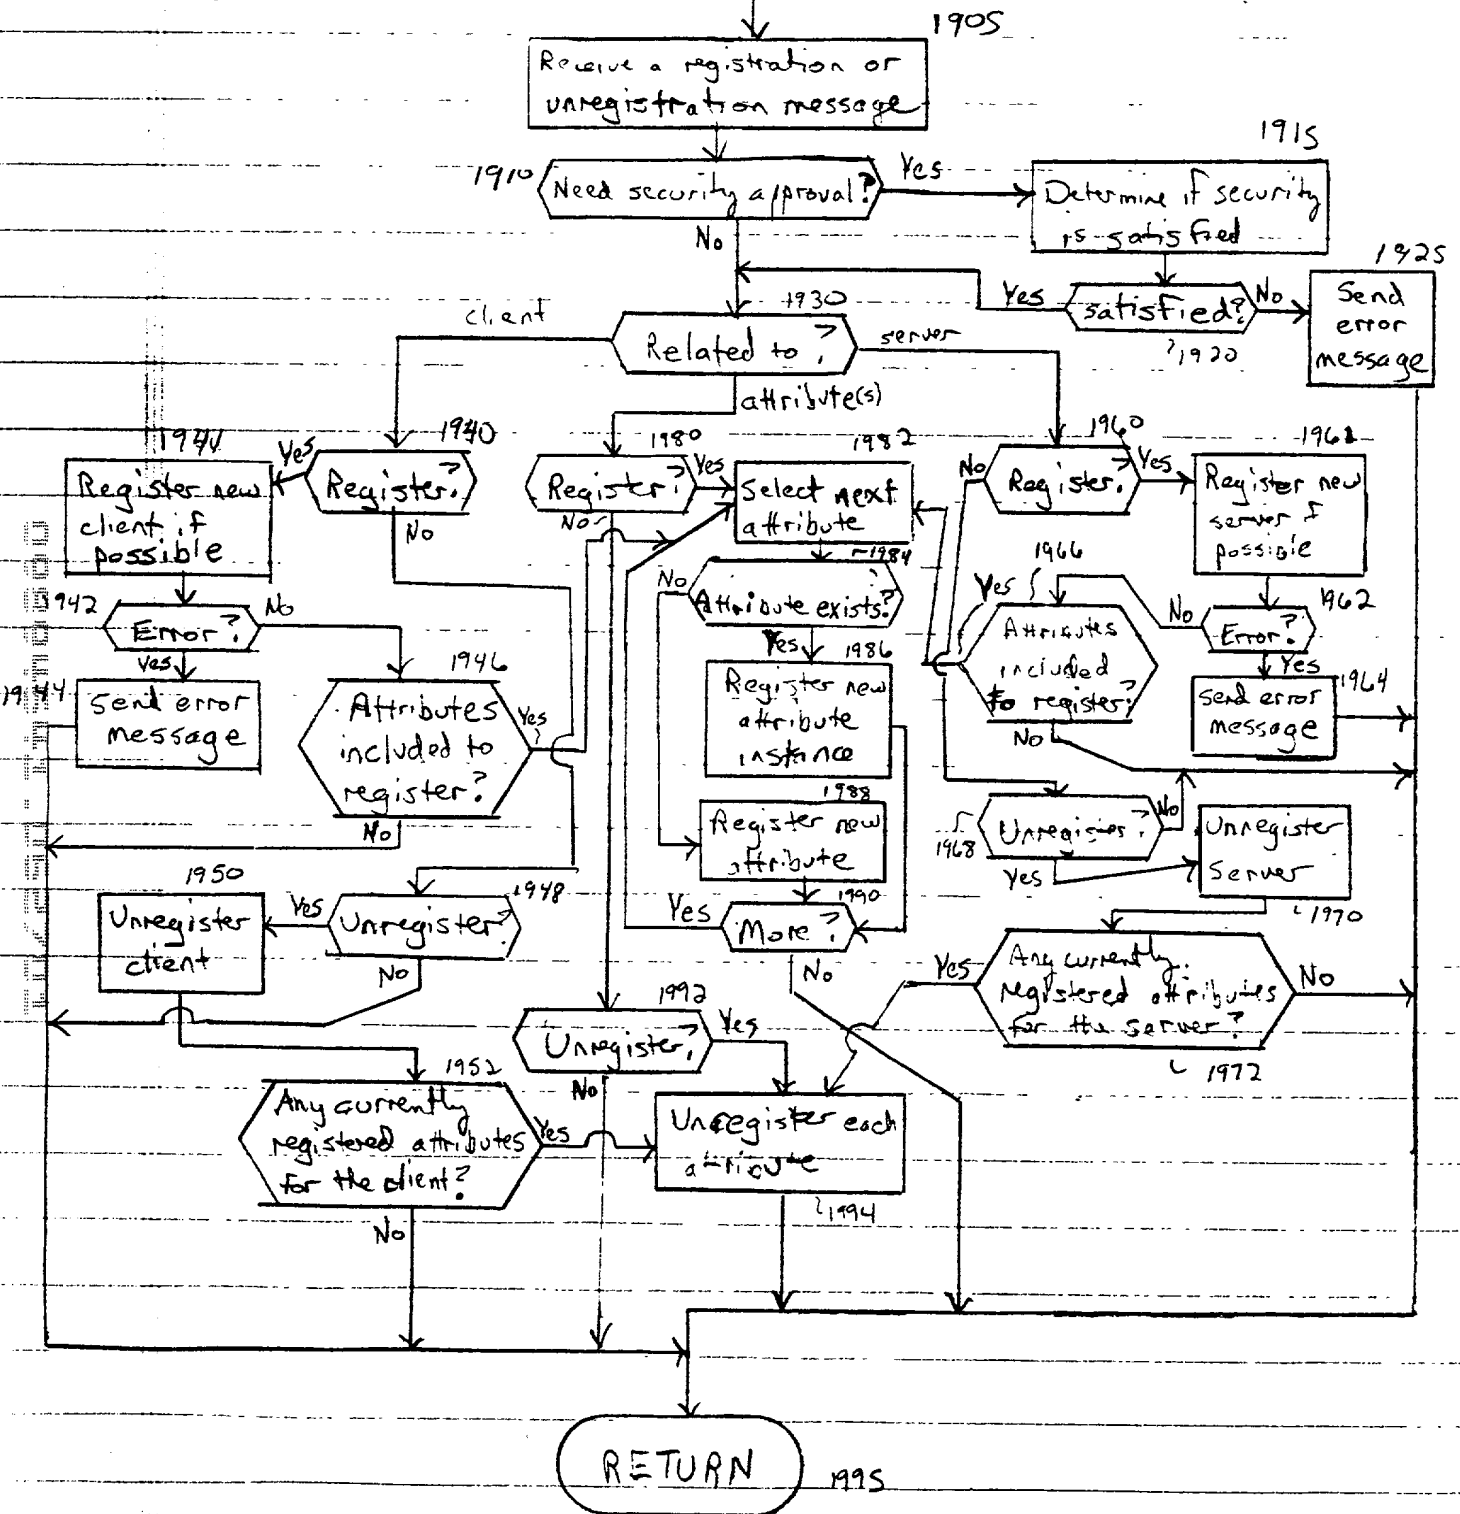 1905
Receive a registration or
unregistration message
1910
Need security approval?
Yes
No
1915
Determine if security
is satisfied
satisfied?
Yes
No
1920
1925
Send
error
message
1930
Related to?
client
server
attribute(s)
1940
Register?
Yes
No
Register new
client if
possible
1942
Error?
No
Yes
1944
Send error
message
1946
Attributes
included to
register?
Yes
No
1948
Unregister?
Yes
No
1950
Unregister
client
1952
Any currently
registered attributes
for the client?
Yes
No
1980
Register?
Yes
No
1982
Select next
attribute
1984
Attribute exists?
No
Yes
1986
Register new
attribute
instance
1988
Register new
attribute
1990
More?
Yes
No
1992
Unregister?
Yes
No
Unregister each
attribute
1994
1960
Register?
No
Yes
Register new
server if
possible
1962
Error?
No
Yes
1964
send error
message
1966
Attributes
included
to register?
Yes
No
1968
Unregister?
No
Yes
Unregister
Server
1970
Any currently
registered attributes
for the server?
Yes
No
1972
RETURN
1995